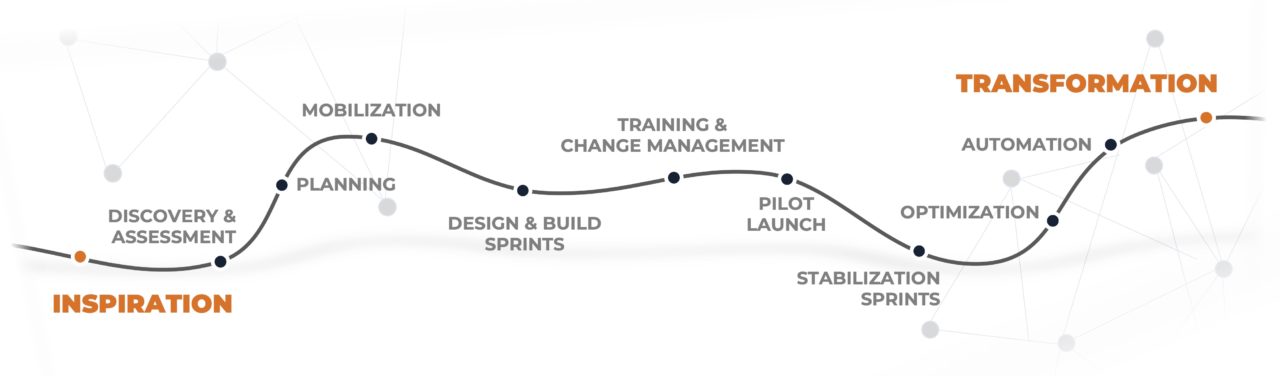 INSPIRATION
DISCOVERY &
ASSESSMENT
PLANNING
MOBILIZATION
DESIGN & BUILD
SPRINTS
TRAINING &
CHANGE MANAGEMENT
PILOT
LAUNCH
STABILIZATION
SPRINTS
OPTIMIZATION
AUTOMATION
TRANSFORMATION